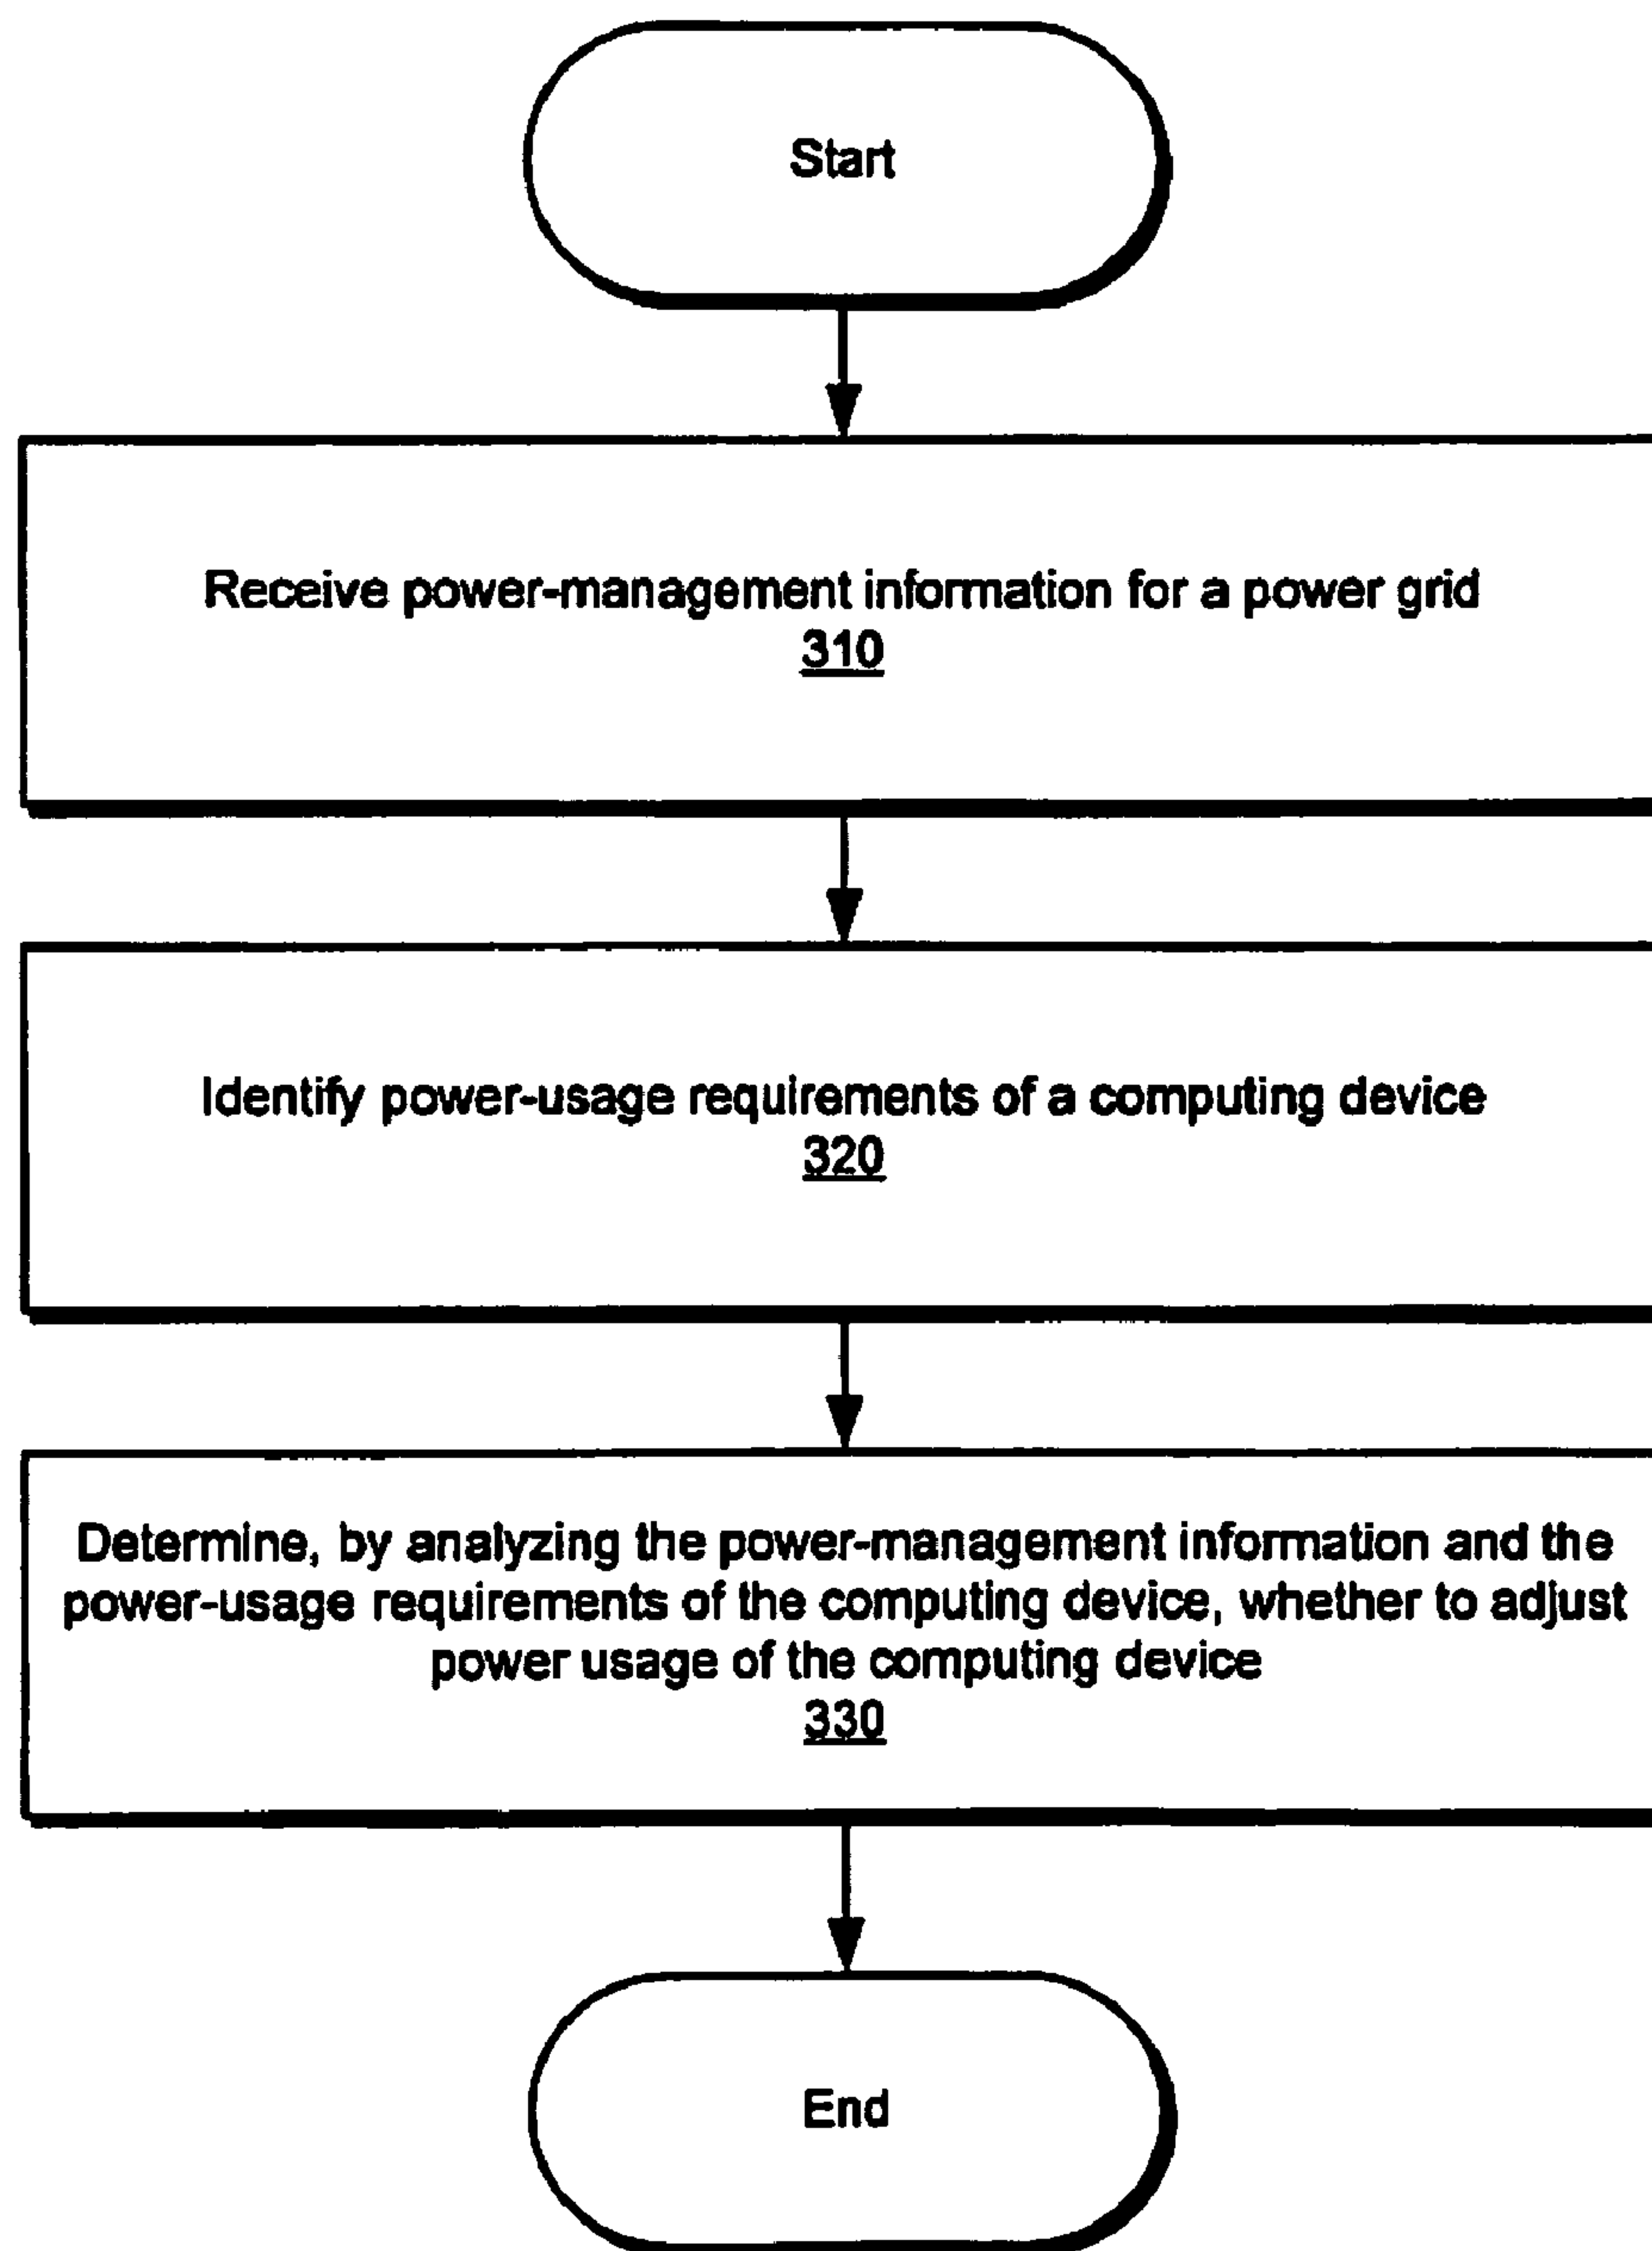 Start
Receive power-management information for a power grid
310
Identify power-usage requirements of a computing device
320
Determine, by analyzing the power-management information and the
power-usage requirements of the computing device, whether to adjust
power usage of the computing device
330
End